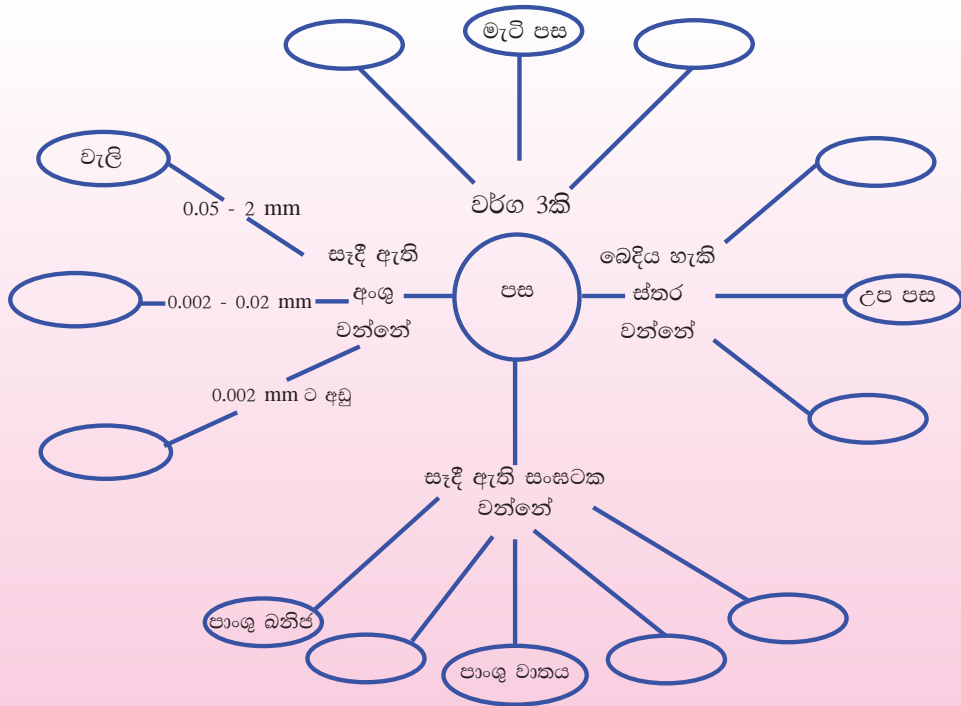 මැටි පස
වැලි
0.05 - 2 mm
වර්ග 3කි
සෑදී ඇති
අංශු
වන්නේ
0.002 - 0.02 mm
0.002 mm ට අඩු
පස
බෙදිය හැකි
ස්තර
වන්නේ
උප පස
සෑදී ඇති සංඝටක
වන්නේ
පාංශු ඛනිජ
පාංශු වාතය